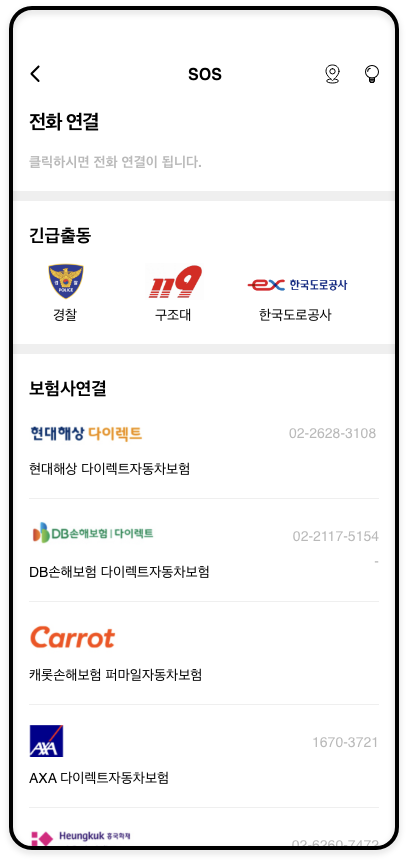 SOS
전화 연결
클릭하시면 전화 연결이 됩니다.
긴급출동
POLICE
119
ex 한국도로공사
경찰
구조대
한국도로공사
보험사연결
현대해상 다이렉트
02-2628-3108
현대해상 다이렉트자동차보험
DB손해보험 | 다이렉트
02-2117-5154
-
DB손해보험 다이렉트자동차보험
Carrot
캐롯손해보험 퍼마일자동차보험
AXA
1670-3721
AXA 다이렉트자동차보험
Heungkuk 흥국화재
02-6260-7472